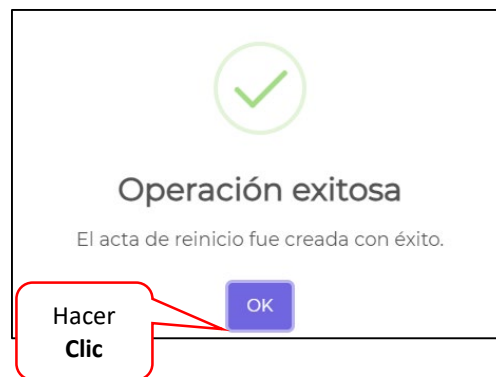 Operación exitosa
El acta de reinicio fue creada con éxito.
OK
Hacer
Clic